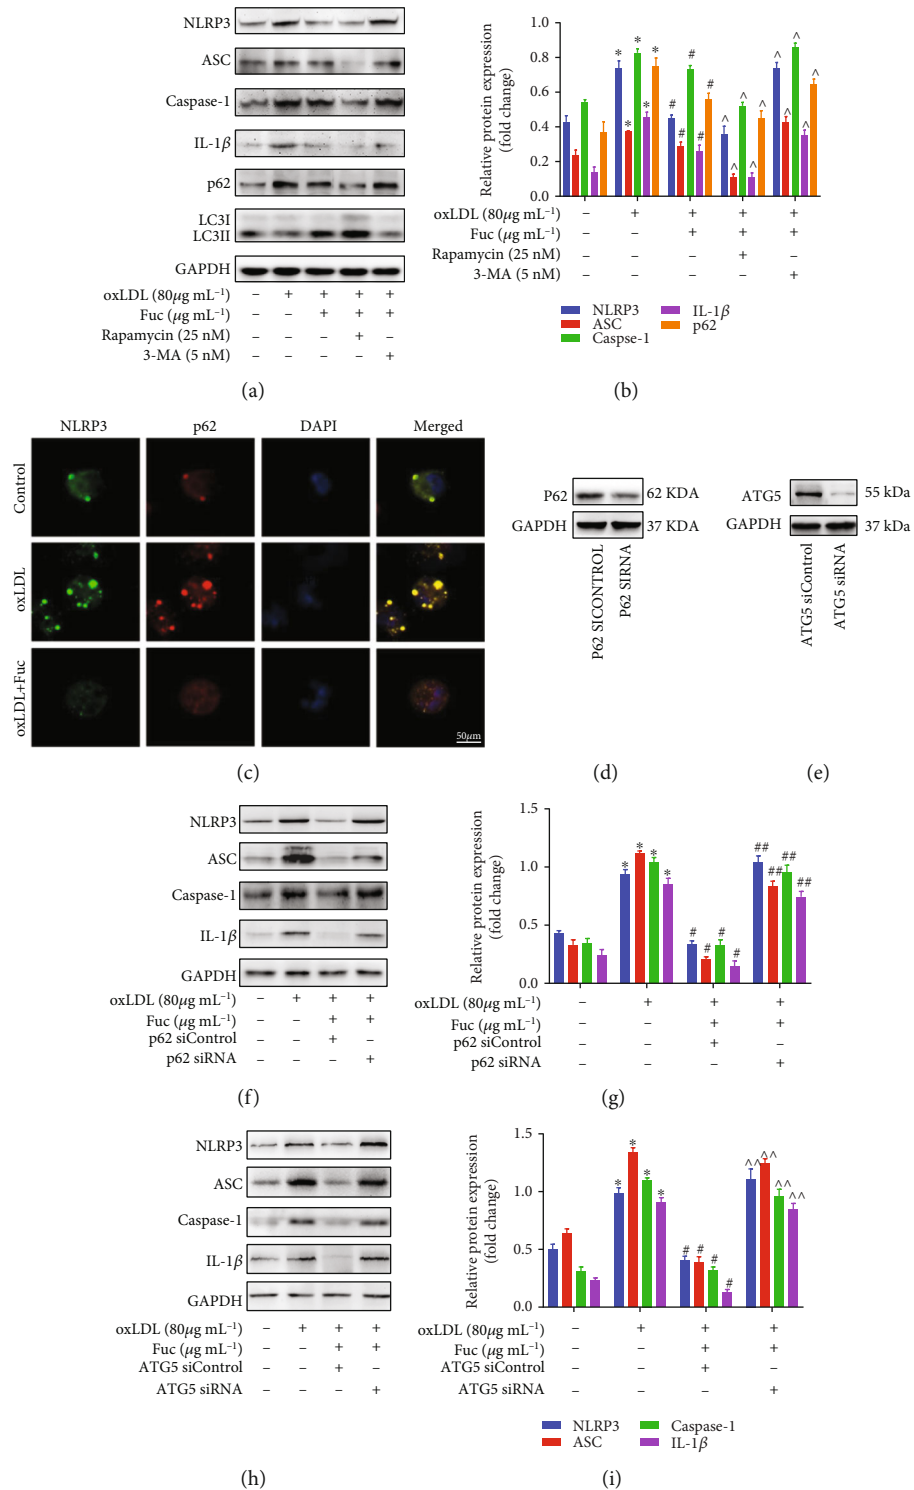 NLRP3
ASC
Caspase-1
IL-1β
p62
LC3I
LC3II
GAPDH
oxLDL (80μg mL⁻¹) – + + + +
Fuc (μg mL⁻¹) – – + + +
Rapamycin (25 nM) – – – + –
3-MA (5 nM) – – – – +
(a)
Relative protein expression
(fold change)
1.0
0.8
0.6
0.4
0.2
0.0
* * * * *
# # # # #
^ ^ ^ ^ ^
^ ^ ^ ^ ^
oxLDL (80μg mL⁻¹) – + + + +
Fuc (μg mL⁻¹) – – + + +
Rapamycin (25 nM) – – – + –
3-MA (5 nM) – – – – +
NLRP3 IL-1β
ASC p62
Caspse-1
(b)
NLRP3 p62 DAPI Merged
Control
oxLDL
oxLDL+Fuc
50μm
(c)
P62 62 KDA
GAPDH 37 KDA
P62 SICONTROL
P62 SIRNA
(d)
ATG5 55 kDa
GAPDH 37 kDa
ATG5 siControl
ATG5 siRNA
(e)
NLRP3
ASC
Caspase-1
IL-1β
GAPDH
oxLDL (80μg mL⁻¹) – + + +
Fuc (μg mL⁻¹) – – + +
p62 siControl – – + –
p62 siRNA – – – +
(f)
Relative protein expression
(fold change)
1.5
1.0
0.5
0.0
* * * *
# # # #
## ## ## ##
oxLDL (80μg mL⁻¹) – + + +
Fuc (μg mL⁻¹) – – + +
p62 siControl – – + –
p62 siRNA – – – +
(g)
NLRP3
ASC
Caspase-1
IL-1β
GAPDH
oxLDL (80μg mL⁻¹) – + + +
Fuc (μg mL⁻¹) – – + +
ATG5 siControl – – + –
ATG5 siRNA – – – +
(h)
Relative protein expression
(fold change)
1.5
1.0
0.5
0.0
* * * *
# # # #
^^ ^^ ^^ ^^
oxLDL (80μg mL⁻¹) – + + +
Fuc (μg mL⁻¹) – – + +
ATG5 siControl – – + –
ATG5 siRNA – – – +
NLRP3 Caspase-1
ASC IL-1β
(i)